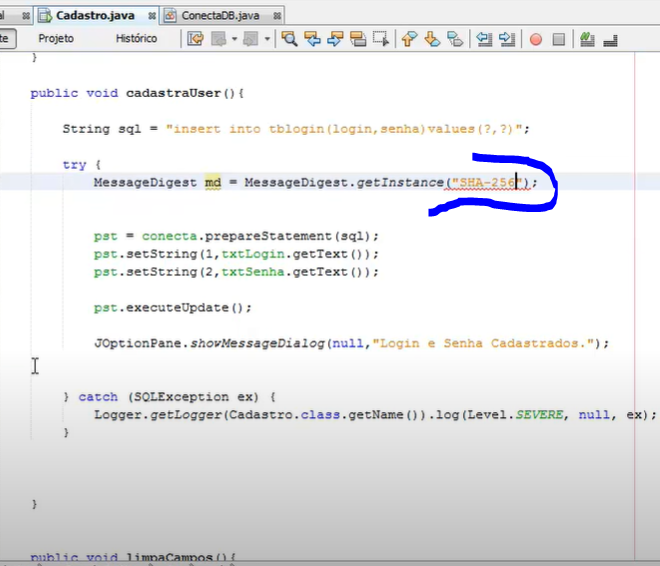 al Cadastro.java ConectaDB.java
te Projeto Histórico
}
public void cadastraUser(){
String sql = "insert into tblogin(login,senha)values(?,?)";
try {
MessageDigest md = MessageDigest.getInstance("SHA-256");
pst = conecta.prepareStatement(sql);
pst.setString(1,txtLogin.getText());
pst.setString(2,txtSenha.getText());
pst.executeUpdate();
JOptionPane.showMessageDialog(null,"Login e Senha Cadastrados.");
} catch (SQLException ex) {
Logger.getLogger(Cadastro.class.getName()).log(Level.SEVERE, null, ex);
}
}
public void limpaCampos(){